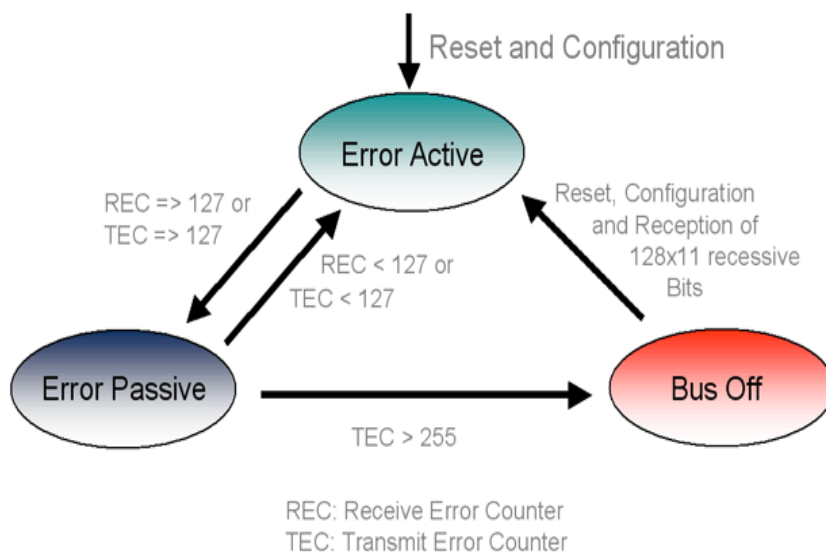 Reset and Configuration
Error Active
REC => 127 or
TEC => 127
REC < 127 or
TEC < 127
Reset, Configuration
and Reception of
128x11 recessive
Bits
Error Passive
Bus Off
TEC > 255
REC: Receive Error Counter
TEC: Transmit Error Counter